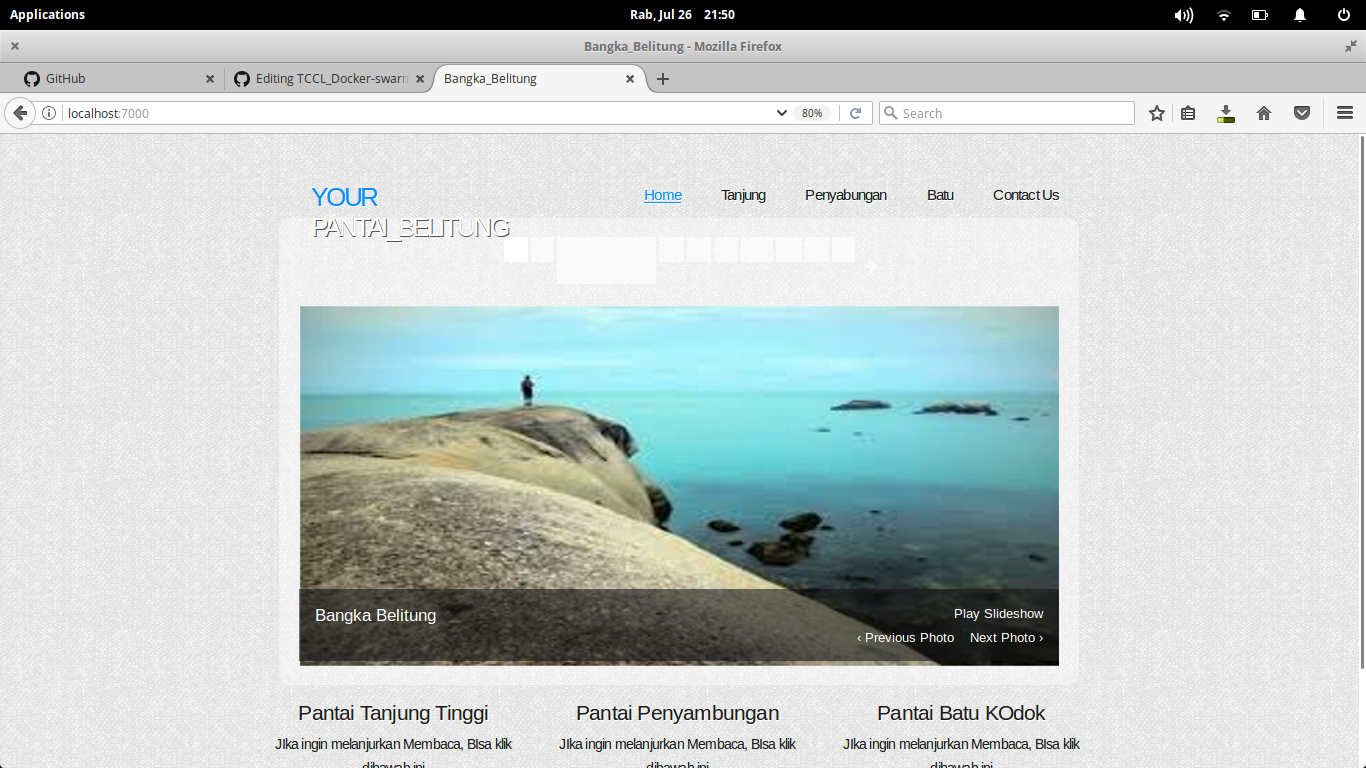 Applications
Rab, Jul 26 21:50
Bangka_Belitung - Mozilla Firefox
GitHub
Editing TCCL_Docker-swarm
Bangka_Belitung
localhost:7000
80%
Search
YOUR
PANTAI_BELITUNG
Home
Tanjung
Penyabungan
Batu
Contact Us
Bangka Belitung
Play Slideshow
‹ Previous Photo Next Photo ›
Pantai Tanjung Tinggi
JIka ingin melanjurkan Membaca, BIsa klik
dibawah ini
Pantai Penyambungan
JIka ingin melanjurkan Membaca, BIsa klik
dibawah ini
Pantai Batu KOdok
JIka ingin melanjurkan Membaca, BIsa klik
dibawah ini